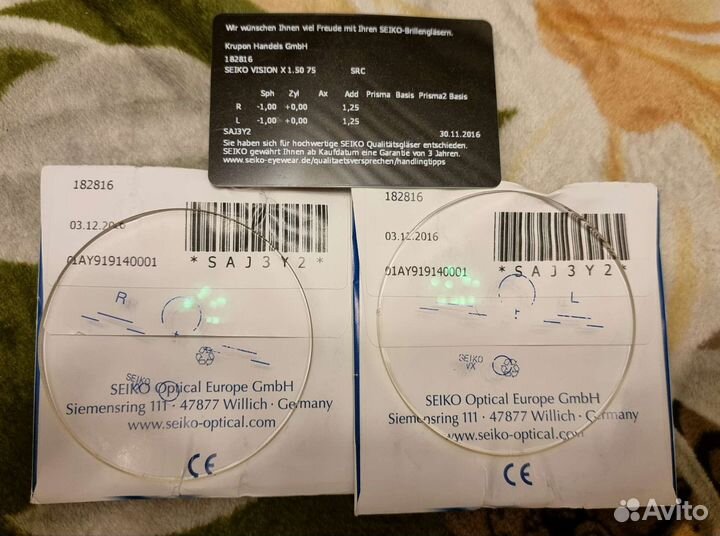 Wir wünschen Ihnen viel Freude mit Ihren SEIKO-Brillengläsern.
Krupon Handels GmbH
182816
SEIKO VISION X 1.50 75 SRC
Sph Zyl Ax Add Prisma Basis Prisma2 Basis
R -1,00 +0,00 1,25
L -1,00 +0,00 1,25
SAJ3Y2 30.11.2016
Sie haben sich für hochwertige SEIKO Qualitätsgläser entschieden.
SEIKO gewährt Ihnen ab Kaufdatum eine Garantie von 3 Jahren.
www.seiko-eyewear.de/qualitaetsversprechen/handlingtipps
182816
03.12.2016
01AY919140001
*SAJ3Y2*
R
SEIKO
SEIKO Optical Europe GmbH
Siemensring 111 · 47877 Willich · Germany
www.seiko-optical.com
CE
182816
03.12.2016
01AY919140001
*SAJ3Y2*
L
SEIKO
VX
SEIKO Optical Europe GmbH
Siemensring 111 · 47877 Willich · Germany
www.seiko-optical.com
CE
Avito